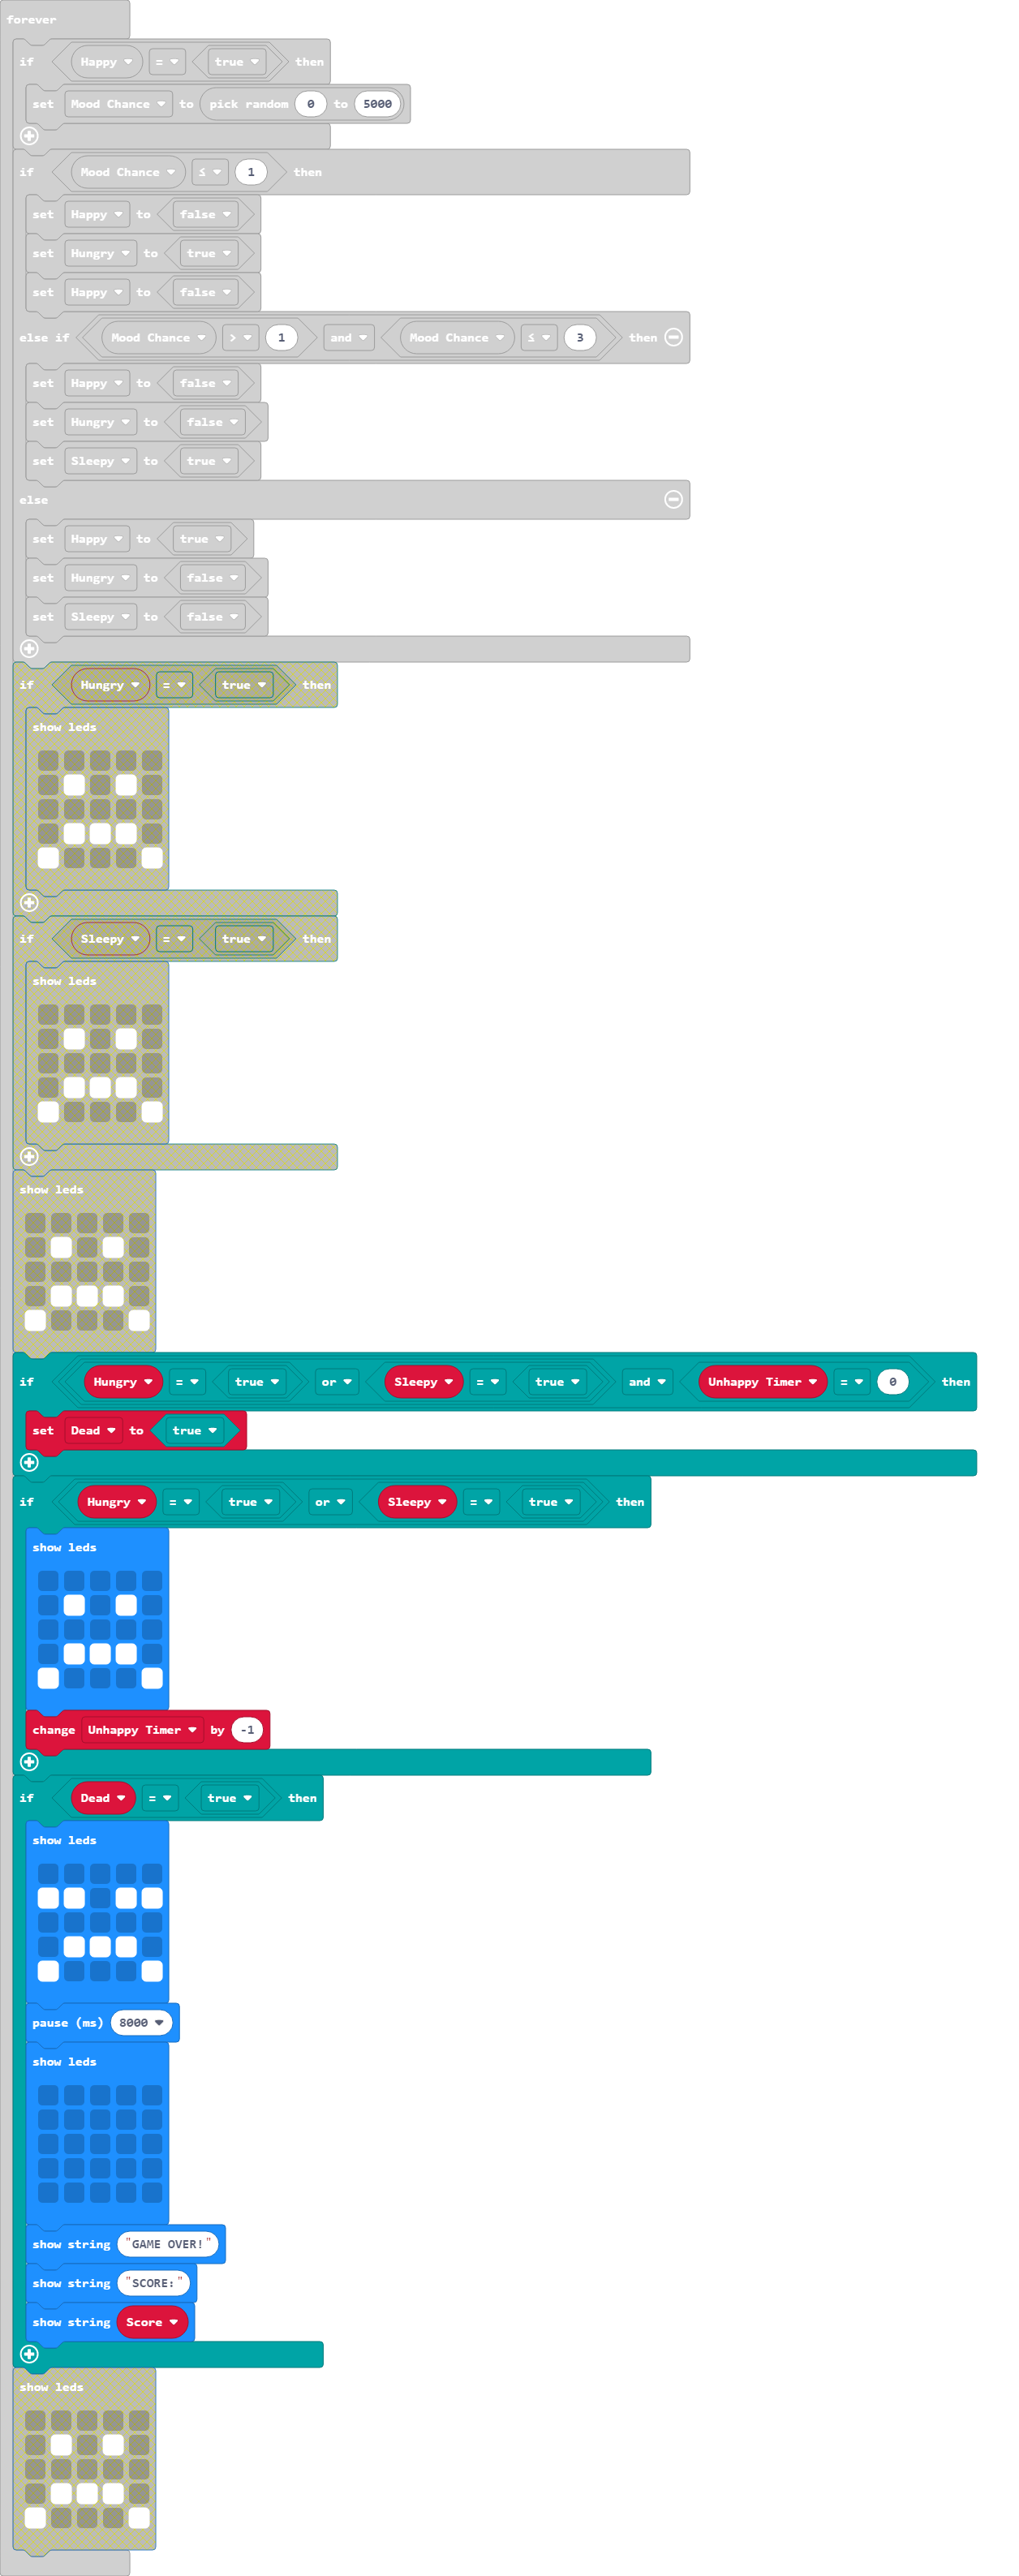 forever
if Happy = true then
set Mood Chance to pick random 0 to 5000
if Mood Chance ≤ 1 then
set Happy to false
set Hungry to true
set Happy to false
else if Mood Chance > 1 and Mood Chance ≤ 3 then
set Happy to false
set Hungry to false
set Sleepy to true
else
set Happy to true
set Hungry to false
set Sleepy to false
if Hungry = true then
show leds
if Sleepy = true then
show leds
show leds
if Hungry = true or Sleepy = true and Unhappy Timer = 0 then
set Dead to true
if Hungry = true or Sleepy = true then
show leds
change Unhappy Timer by -1
if Dead = true then
show leds
pause (ms) 8000
show leds
show string "GAME OVER!"
show string "SCORE:"
show string Score
show leds